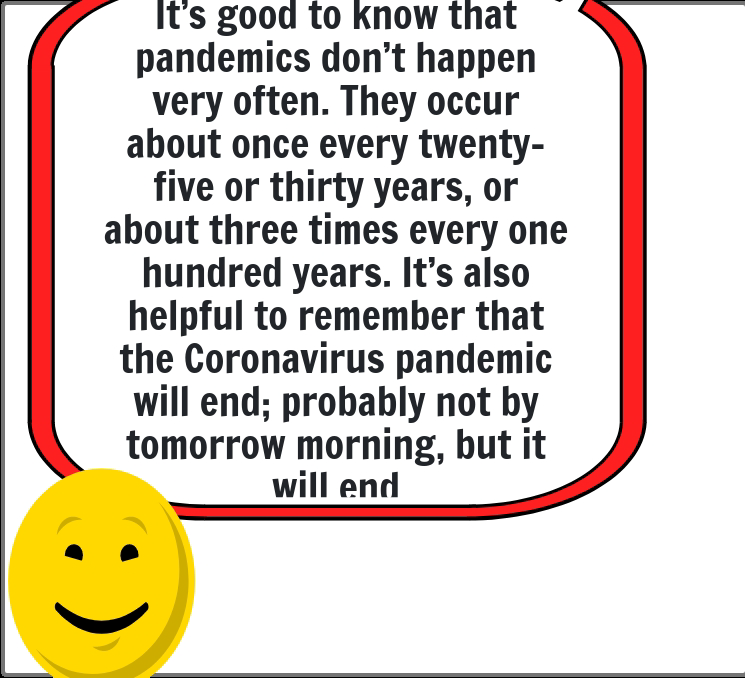 It's good to know that
pandemics don't happen
very often. They occur
about once every twenty-
five or thirty years, or
about three times every one
hundred years. It's also
helpful to remember that
the Coronavirus pandemic
will end; probably not by
tomorrow morning, but it
will end